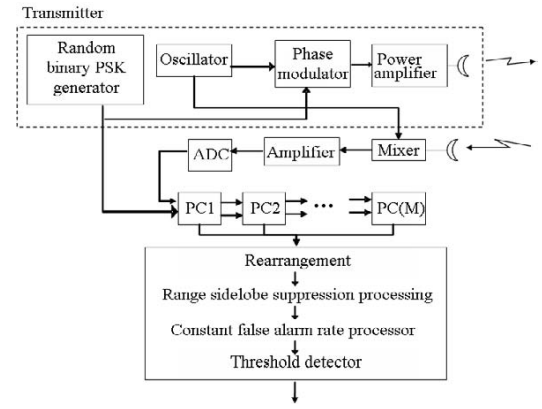 Transmitter
Random
binary PSK
generator
Oscillator
Phase
modulator
Power
amplifier
ADC
Amplifier
Mixer
PC1
PC2
...
PC(M)
Rearrangement
Range sidelobe suppression processing
Constant false alarm rate processor
Threshold detector